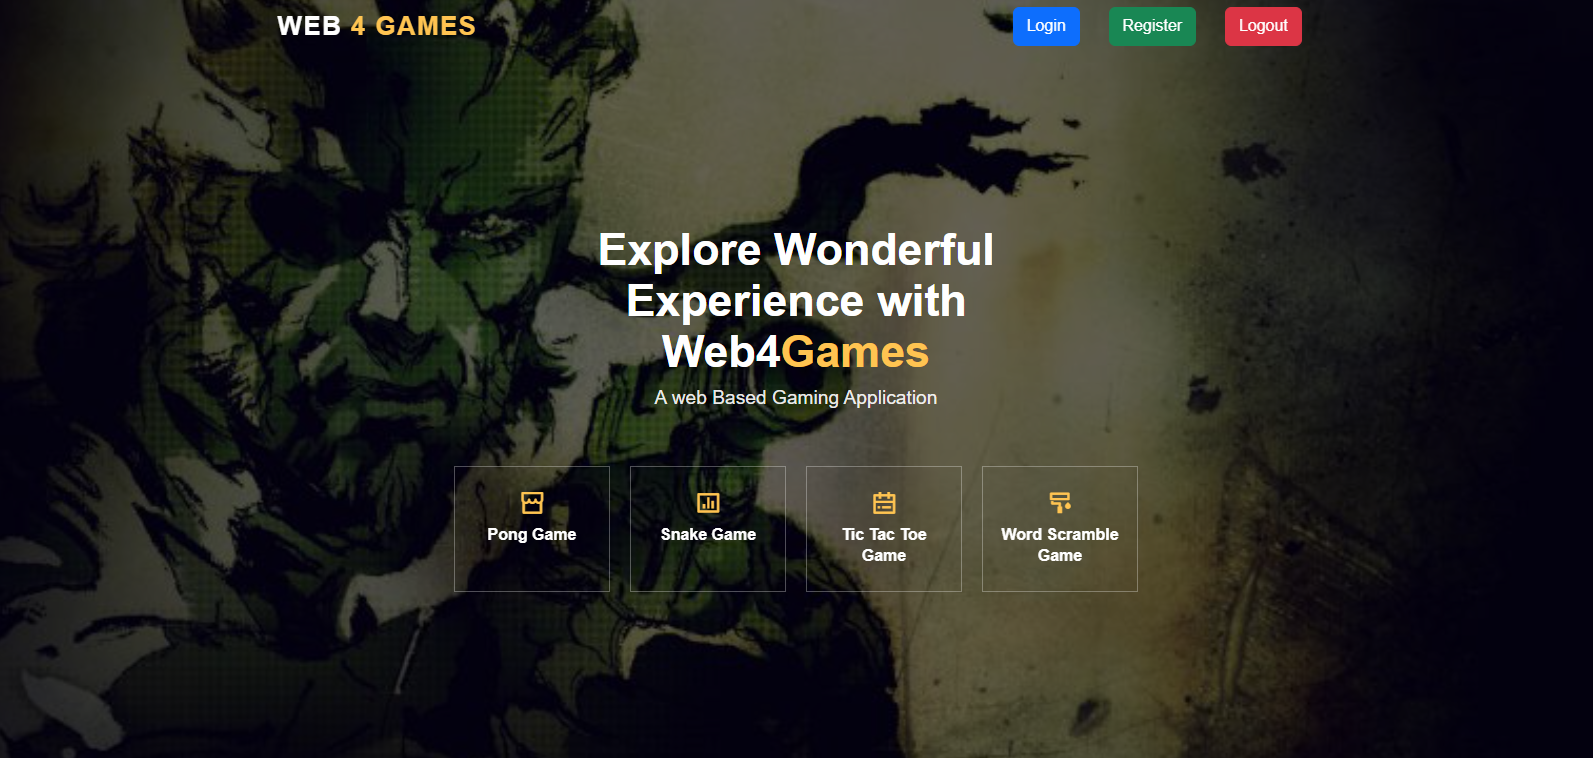 WEB 4 GAMES
Login
Register
Logout
Explore Wonderful
Experience with
Web4Games
A web Based Gaming Application
Pong Game
Snake Game
Tic Tac Toe
Game
Word Scramble
Game